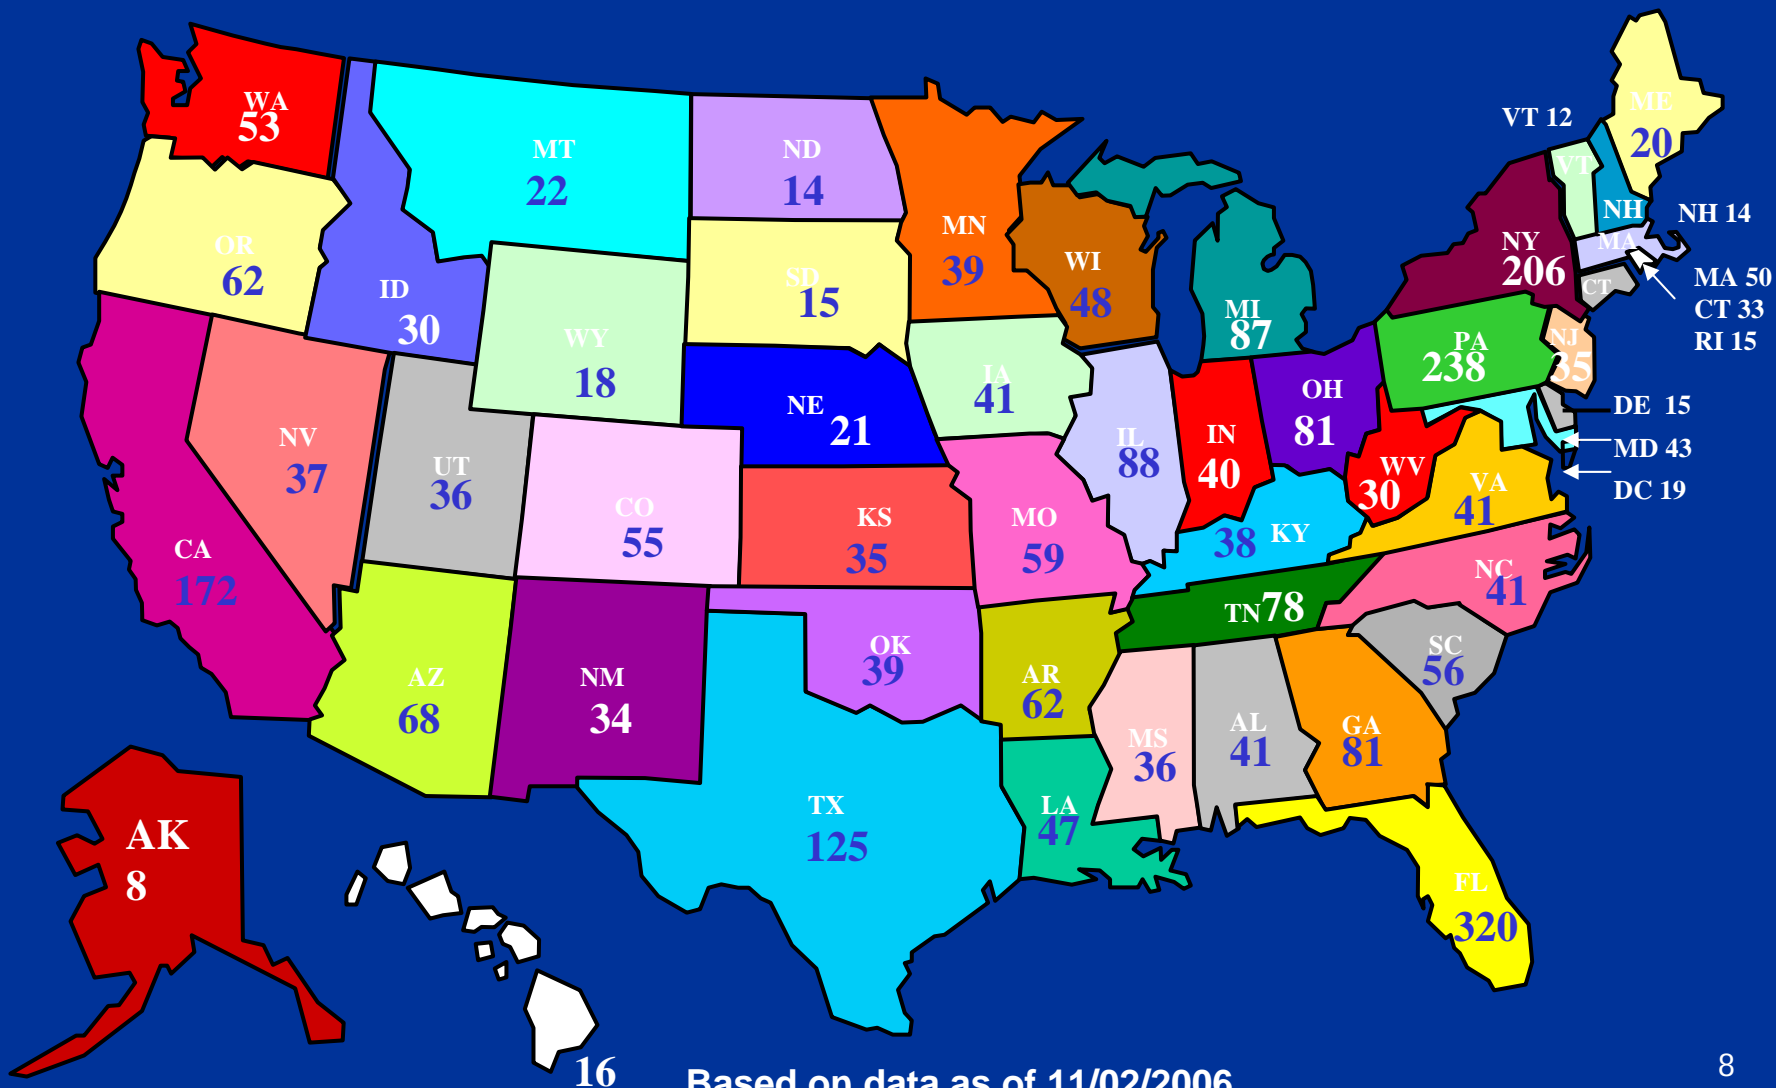 WA
53
OR
62
CA
172
NV
37
ID
30
MT
22
WY
18
UT
36
CO
55
AZ
68
NM
34
ND
14
SD
15
NE
21
KS
35
OK
39
TX
125
MN
39
IA
41
MO
59
AR
62
LA
47
WI
48
IL
88
MI
87
IN
40
OH
81
KY
38
TN 78
MS
36
AL
41
GA
81
FL
320
SC
56
NC
41
VA
41
WV
30
PA
238
NY
206
NJ
35
VT 12
VT
ME
20
NH
NH 14
MA
CT
MA 50
CT 33
RI 15
DE 15
MD 43
DC 19
AK
8
16
Based on data as of 11/02/2006
8